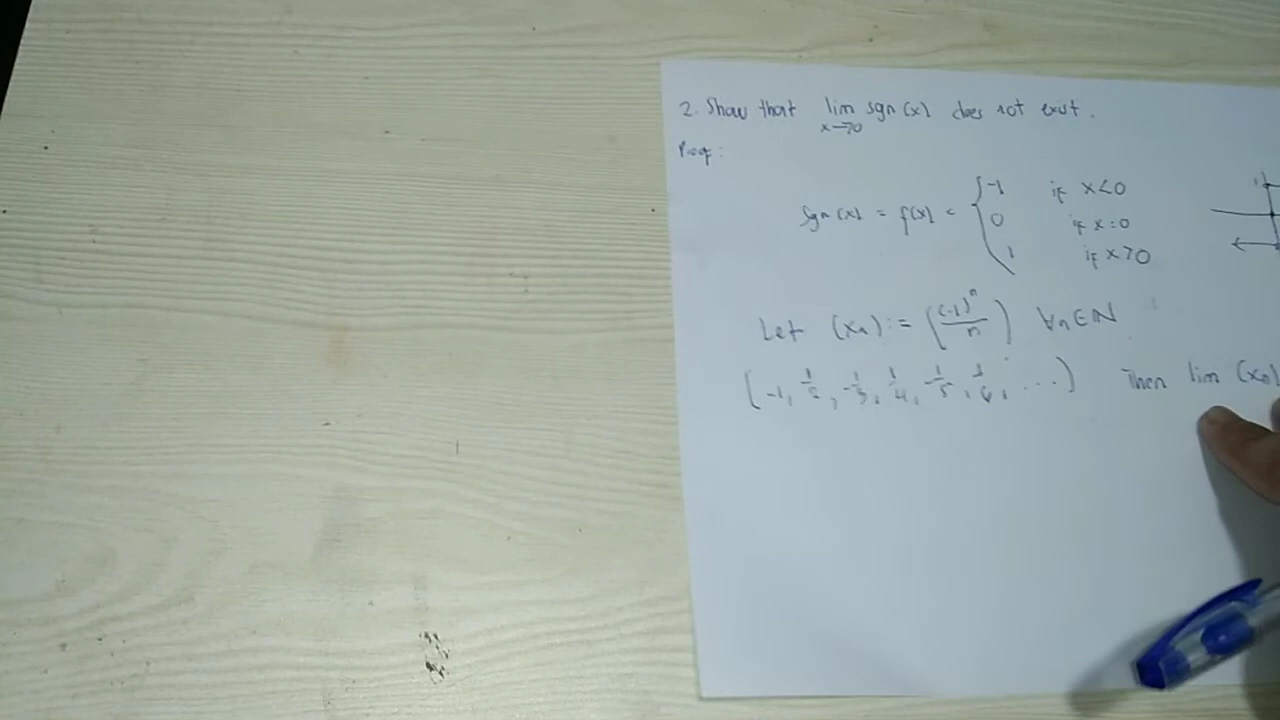 2. Show that lim x→0 sgn(x) does not exist.
Proof:
sgn(x) = f(x) = { -1 if x<0
0 if x=0
1 if x>0
1
Let (xₙ) := ((-1)ⁿ/n) ∀n∈ℕ
(-1, 1/2, -1/3, 1/4, -1/5, 1/6, ...) Then lim (xₙ)